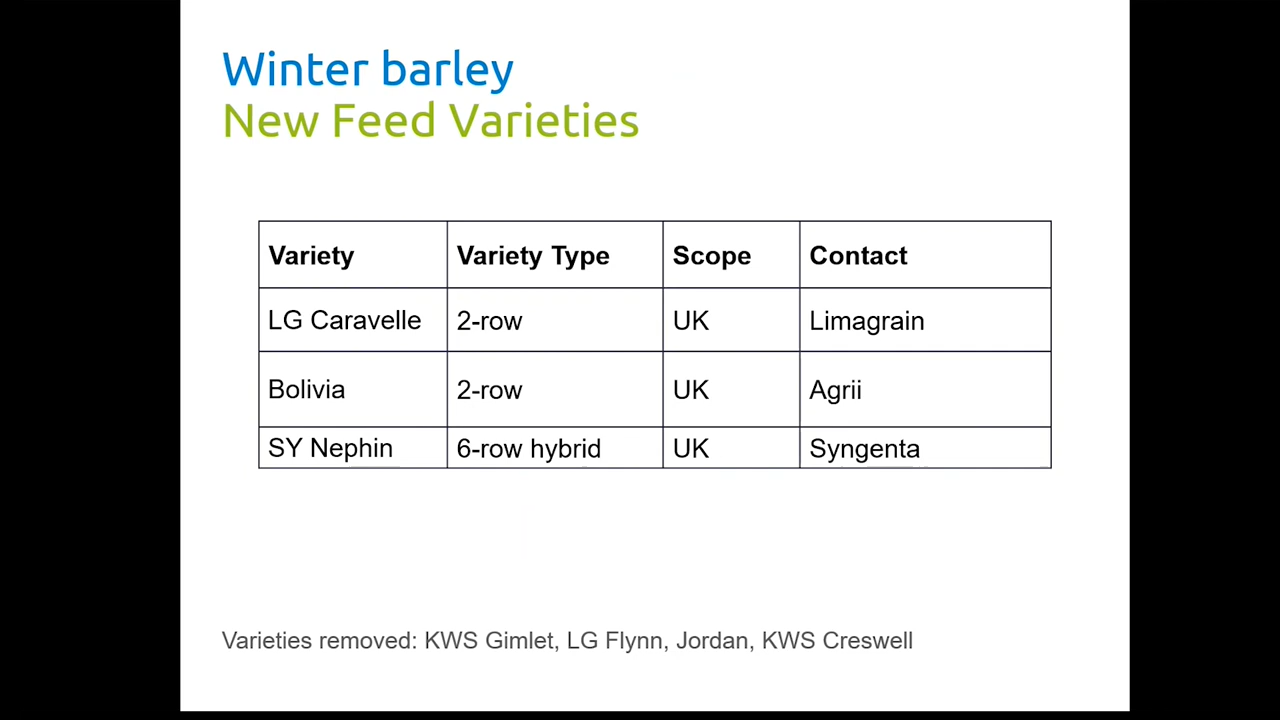 Winter barley
New Feed Varieties
Variety Variety Type Scope Contact
LG Caravelle 2-row UK Limagrain
Bolivia 2-row UK Agrii
SY Nephin 6-row hybrid UK Syngenta
Varieties removed: KWS Gimlet, LG Flynn, Jordan, KWS Creswell